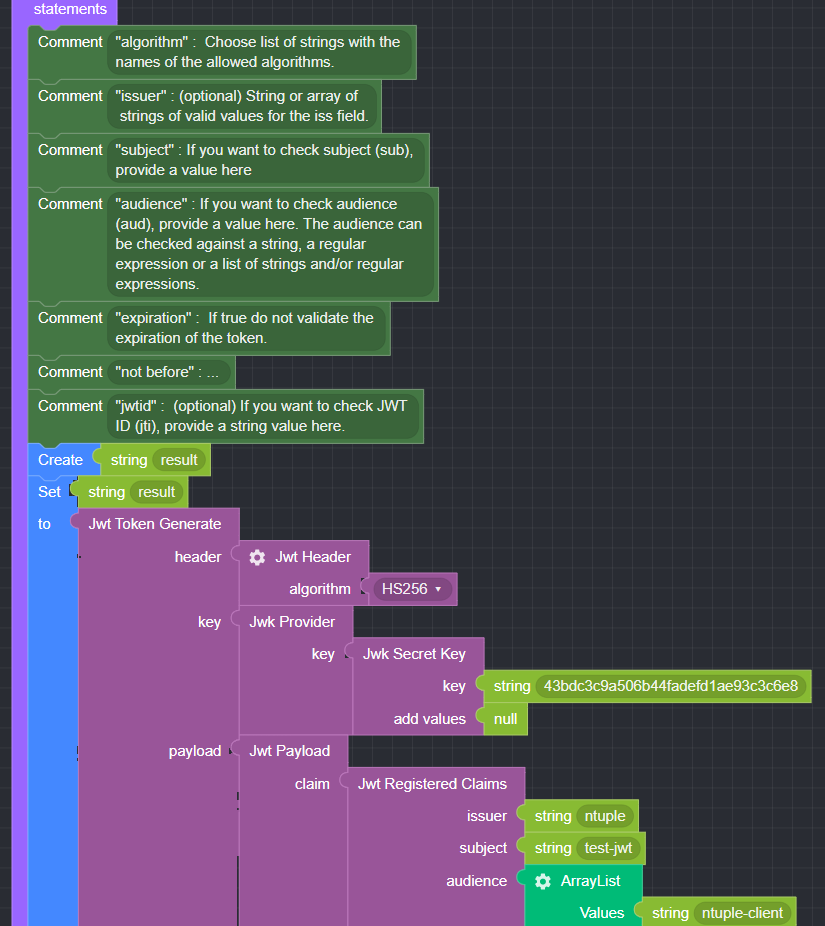 statements
Comment "algorithm" :  Choose list of strings with the
names of the allowed algorithms.
Comment "issuer" : (optional) String or array of
strings of valid values for the iss field.
Comment "subject" : If you want to check subject (sub),
provide a value here
Comment "audience" : If you want to check audience
(aud), provide a value here. The audience can
be checked against a string, a regular
expression or a list of strings and/or regular
expressions.
Comment "expiration" :  If true do not validate the
expiration of the token.
Comment "not before" : ...
Comment "jwtid" :  (optional) If you want to check JWT
ID (jti), provide a string value here.
Create string result
Set string result
to Jwt Token Generate
header Jwt Header
algorithm HS256
key Jwk Provider
key Jwk Secret Key
key string 43bdc3c9a506b44fadefd1ae93c3c6e8
add values null
payload Jwt Payload
claim Jwt Registered Claims
issuer string ntuple
subject string test-jwt
audience ArrayList
Values string ntuple-client